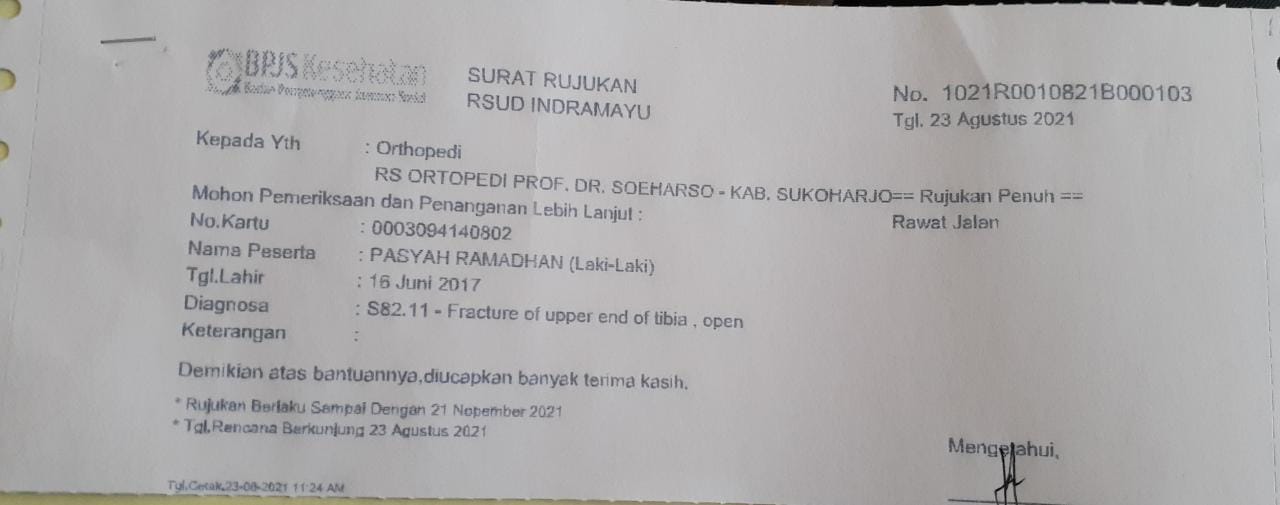 BPJS Kesehatan
Badan Penyelenggara Jaminan Sosial
SURAT RUJUKAN
RSUD INDRAMAYU
No. 1021R0010821B000103
Tgl. 23 Agustus 2021
Kepada Yth : Orthopedi
RS ORTOPEDI PROF. DR. SOEHARSO - KAB. SUKOHARJO== Rujukan Penuh ==
Mohon Pemeriksaan dan Penanganan Lebih Lanjut :
Rawat Jalan
No.Kartu : 0003094140802
Nama Peserta : PASYAH RAMADHAN (Laki-Laki)
Tgl.Lahir : 16 Juni 2017
Diagnosa : S82.11 - Fracture of upper end of tibia , open
Keterangan :
Demikian atas bantuannya,diucapkan banyak terima kasih.
* Rujukan Berlaku Sampai Dengan 21 Nopember 2021
* Tgl.Rencana Berkunjung 23 Agustus 2021
Mengetahui,
Tgl.Cetak.23-08-2021 11:24 AM